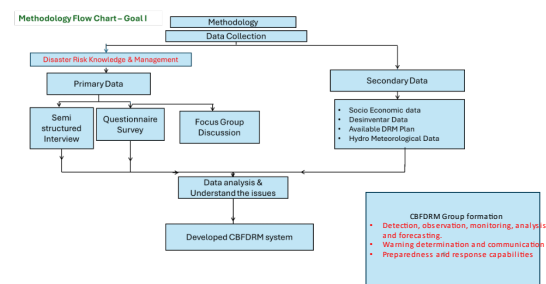 Methodology Flow Chart – Goal I
Methodology
Data Collection
Disaster Risk Knowledge & Management
Primary Data
Secondary Data
Semi
structured
Interview
Questionnaire
Survey
Focus Group
Discussion
• Socio Economic data
• Desinventar Data
• Available DRM Plan
• Hydro Meteorological Data
Data analysis &
Understand the issues
Developed CBFDRM system
CBFDRM Group formation
• Detection, observation, monitoring, analysis
and forecasting.
• Warning determination and communication
• Preparedness and response capabilities